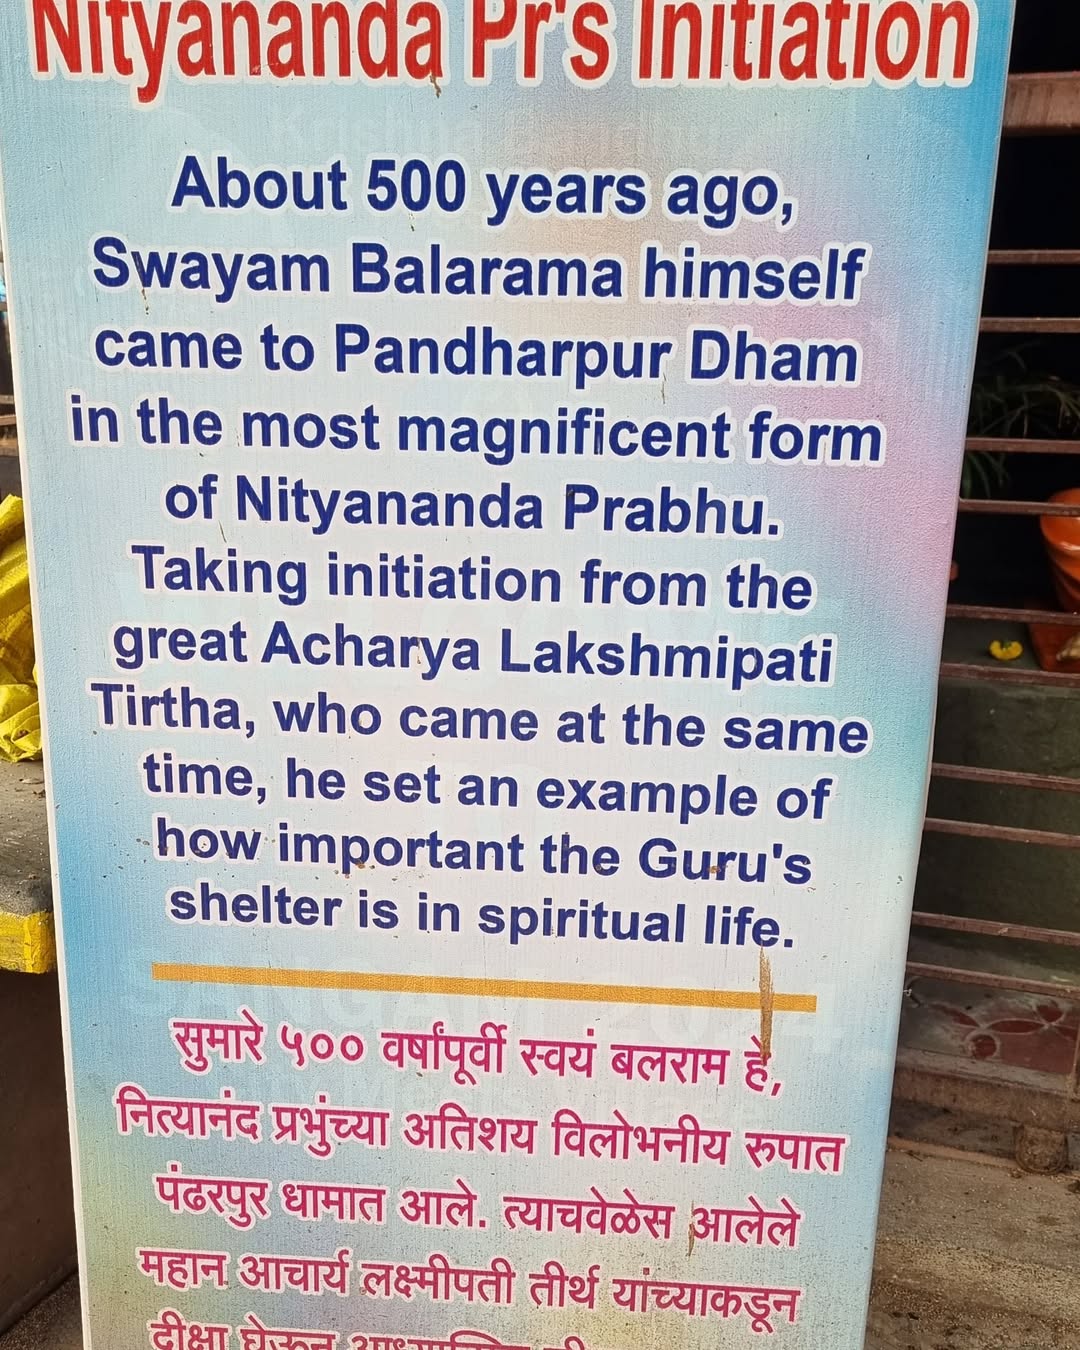 Nityananda Pr's Initiation
About 500 years ago,
Swayam Balarama himself
came to Pandharpur Dham
in the most magnificent form
of Nityananda Prabhu.
Taking initiation from the
great Acharya Lakshmipati
Tirtha, who came at the same
time, he set an example of
how important the Guru's
shelter is in spiritual life.
सुमारे ५०० वर्षांपूर्वी स्वयं बलराम हे,
नित्यानंद प्रभुंच्या अतिशय विलोभनीय रुपात
पंढरपुर धामात आले. त्याचवेळेस आलेले
महान आचार्य लक्ष्मीपती तीर्थ यांच्याकडून
दीक्षा घेऊन